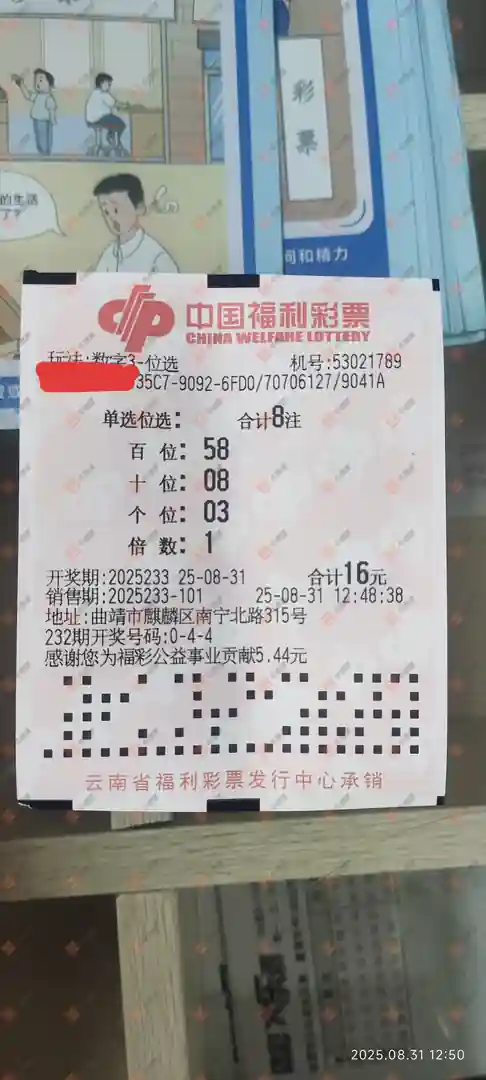 的生活
了？
彩
票
间和精力
中国福利彩票
CHINA WELFARE LOTTERY
玩法:数字3-位选 机号:53021789
35C7-9092-6FD0/70706127/9041A
单选位选: 合计8注
百 位: 58
十 位: 08
个 位: 03
倍 数: 1
开奖期:2025233 25-08-31 合计16元
销售期:2025233-101 25-08-31 12:48:38
地址:曲靖市麒麟区南宁北路315号
232期开奖号码:0-4-4
感谢您为福彩公益事业贡献5.44元
云南省福利彩票发行中心承销
2025.08.31 12:50